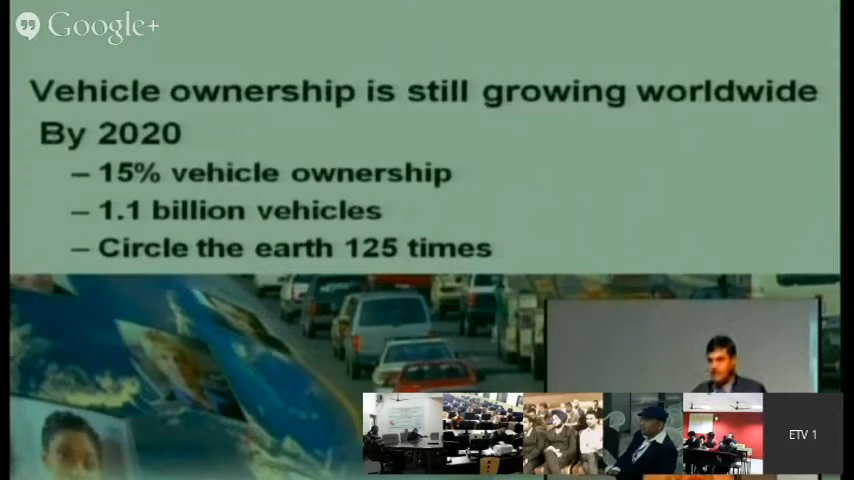 Google+
Vehicle ownership is still growing worldwide
By 2020
– 15% vehicle ownership
– 1.1 billion vehicles
– Circle the earth 125 times
ETV 1